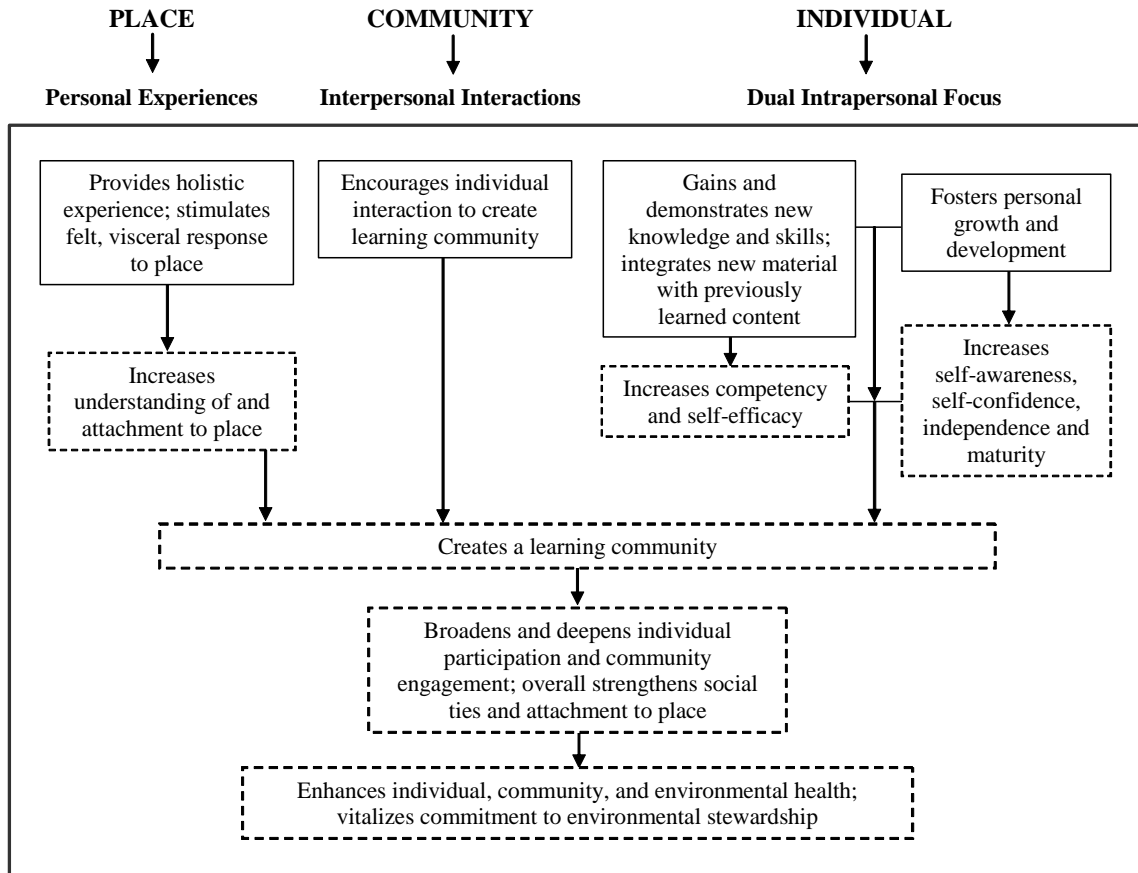 PLACE
COMMUNITY
INDIVIDUAL
Personal Experiences
Interpersonal Interactions
Dual Intrapersonal Focus
Provides holistic
experience; stimulates
felt, visceral response
to place
Encourages individual
interaction to create
learning community
Gains and
demonstrates new
knowledge and skills;
integrates new material
with previously
learned content
Fosters personal
growth and
development
Increases
understanding of and
attachment to place
Increases competency
and self-efficacy
Increases
self-awareness,
self-confidence,
independence and
maturity
Creates a learning community
Broadens and deepens individual
participation and community
engagement; overall strengthens social
ties and attachment to place
Enhances individual, community, and environmental health;
vitalizes commitment to environmental stewardship